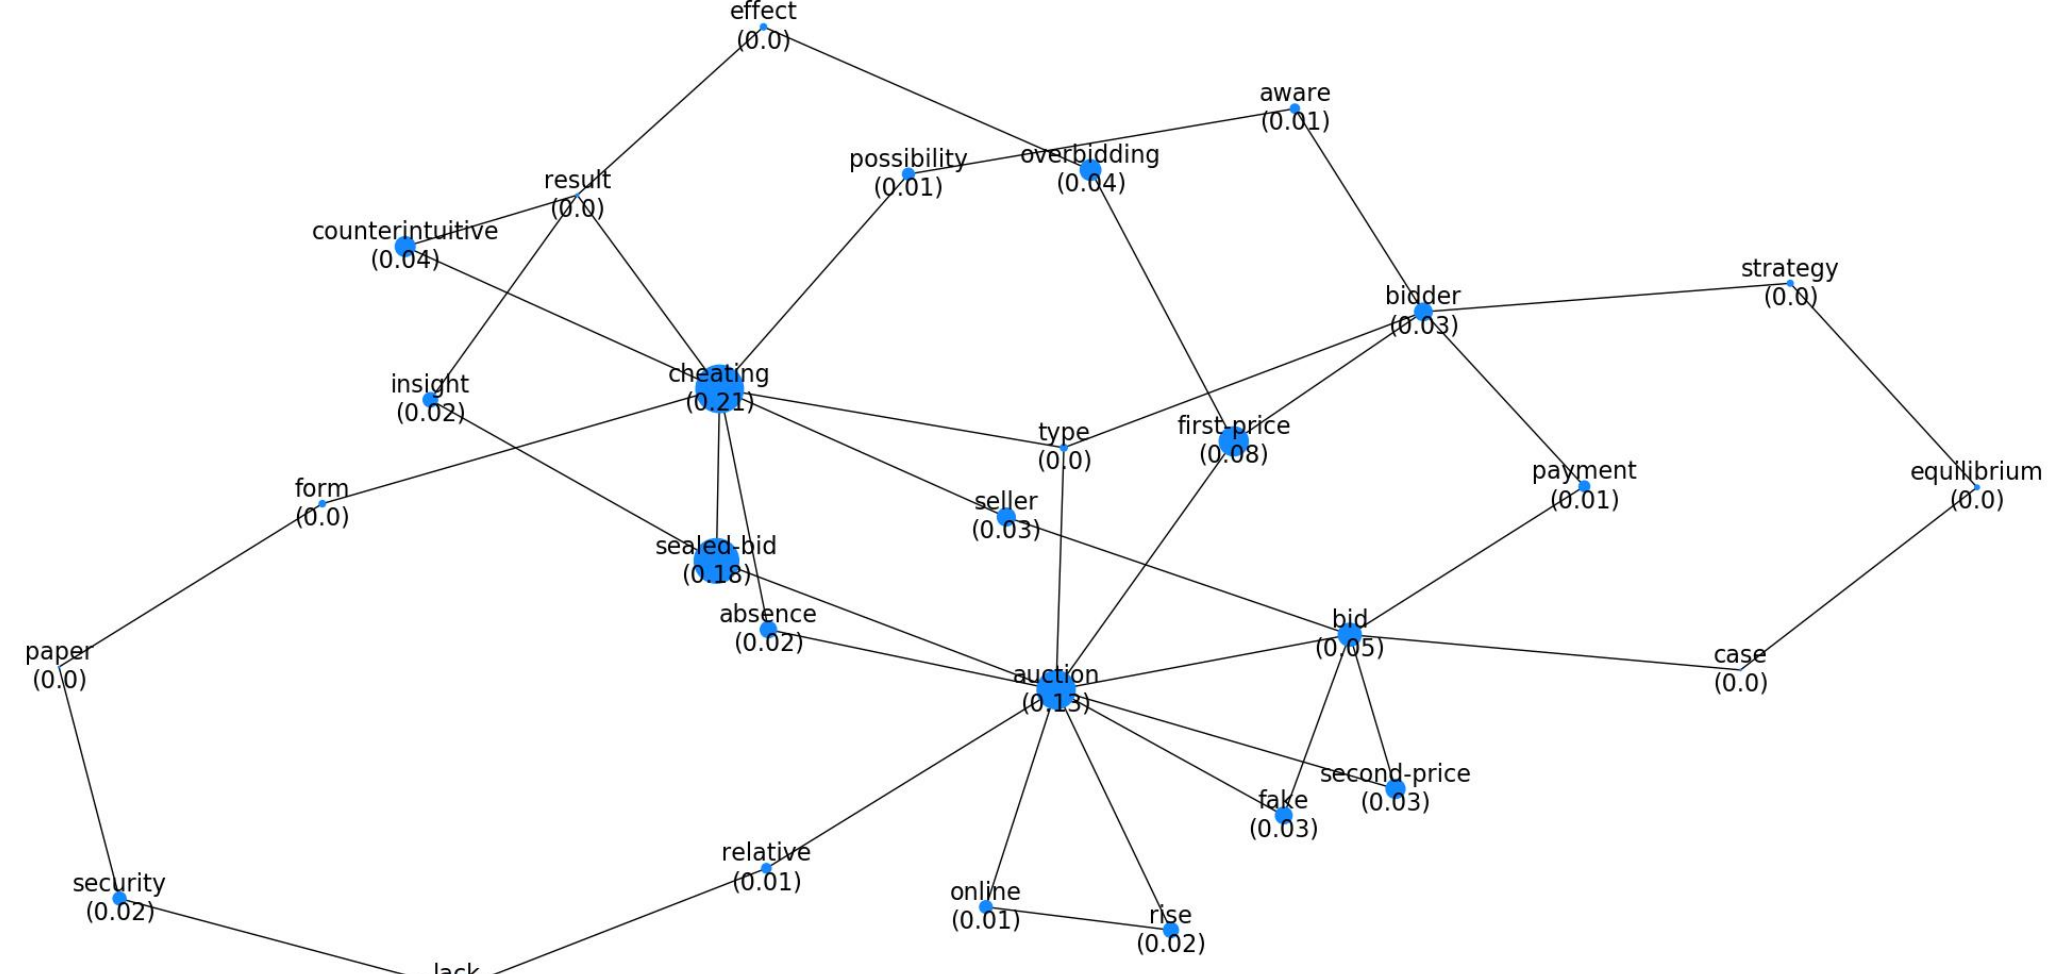 effect
(0.0)
aware
(0.01)
possibility
(0.01)
overbidding
(0.04)
result
(0.0)
counterintuitive
(0.04)
strategy
(0.0)
bidder
(0.03)
cheating
(0.21)
insight
(0.02)
type
(0.0)
first-price
(0.08)
payment
(0.01)
equilibrium
(0.0)
form
(0.0)
seller
(0.03)
sealed-bid
(0.18)
absence
(0.02)
bid
(0.05)
paper
(0.0)
case
(0.0)
auction
(0.13)
second-price
(0.03)
fake
(0.03)
relative
(0.01)
security
(0.02)
online
(0.01)
rise
(0.02)
lack